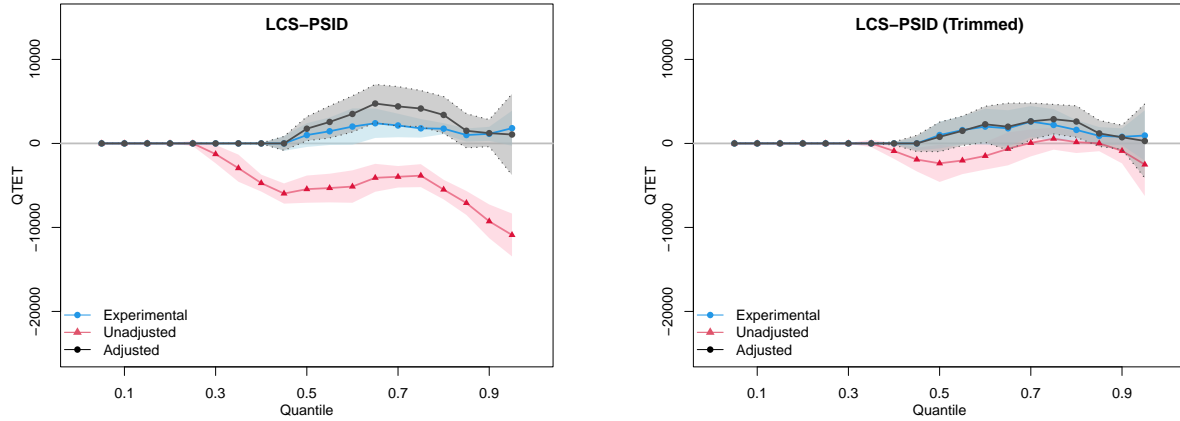 LCS−PSID
QTET
10000
0
−10000
−20000
Experimental
Unadjusted
Adjusted
0.1 0.3 0.5 0.7 0.9
Quantile
LCS−PSID (Trimmed)
QTET
10000
0
−10000
−20000
Experimental
Unadjusted
Adjusted
0.1 0.3 0.5 0.7 0.9
Quantile